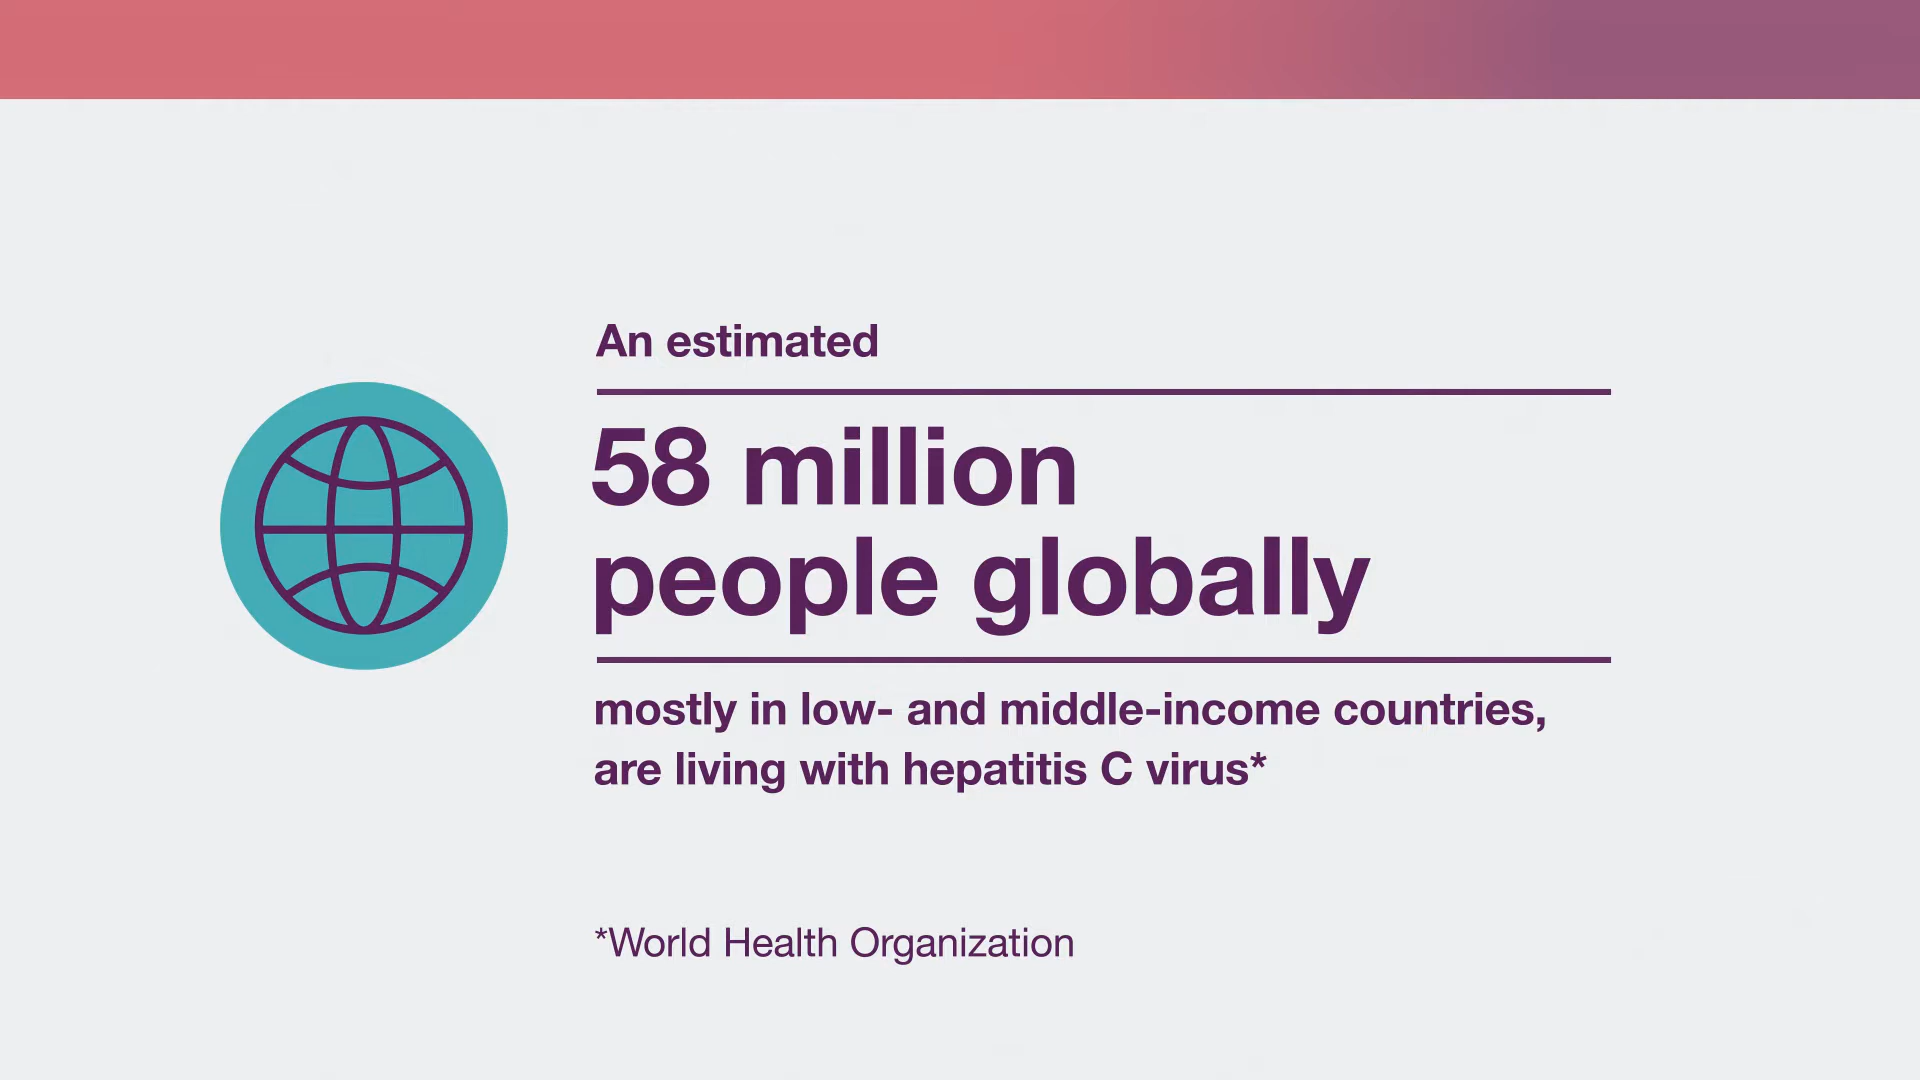 An estimated
58 million
people globally
mostly in low- and middle-income countries,
are living with hepatitis C virus*
*World Health Organization